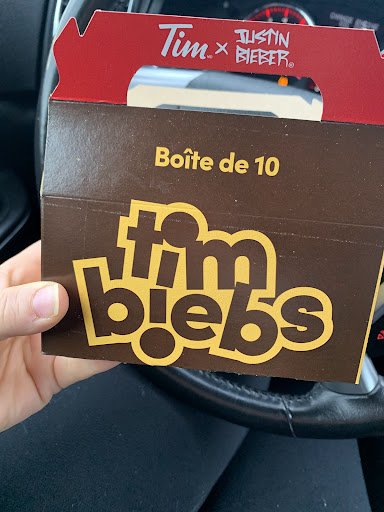 Tim x JUSTIN
BIEBER®
Boîte de 10
tim
biebs